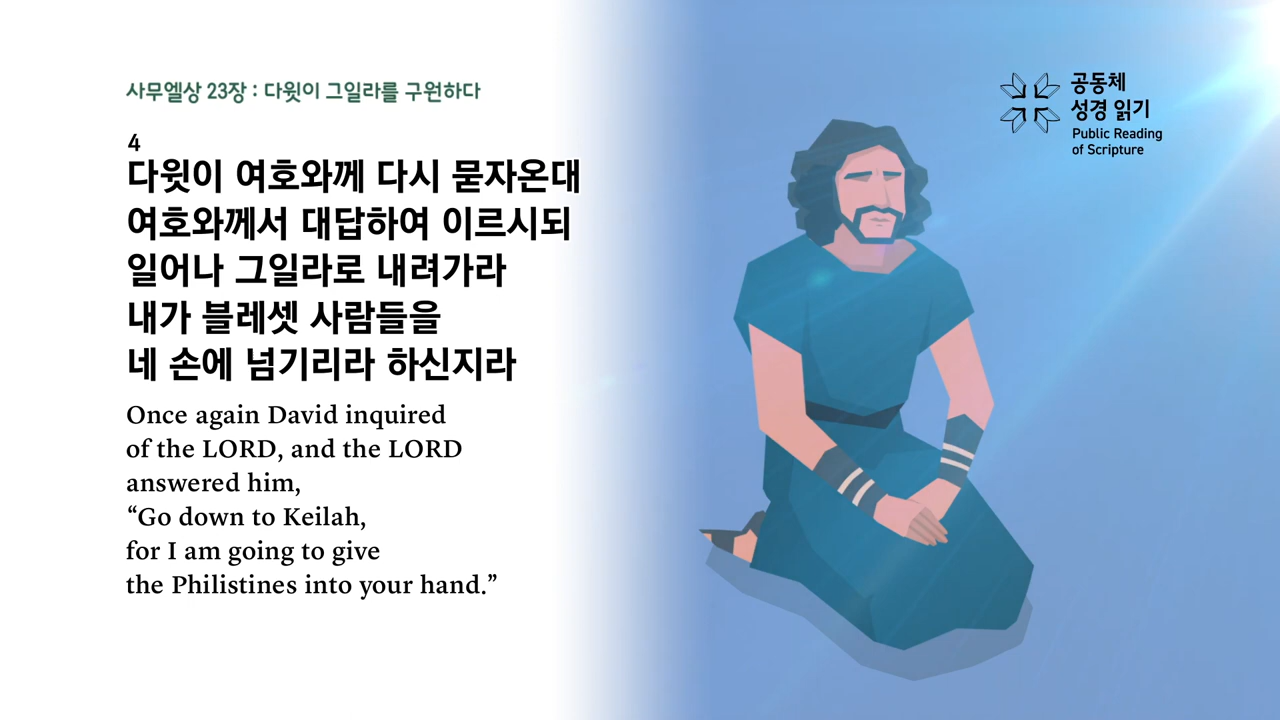 사무엘상 23장 : 다윗이 그일라를 구원하다
4
다윗이 여호와께 다시 묻자온대
여호와께서 대답하여 이르시되
일어나 그일라로 내려가라
내가 블레셋 사람들을
네 손에 넘기리라 하신지라
Once again David inquired
of the LORD, and the LORD
answered him,
“Go down to Keilah,
for I am going to give
the Philistines into your hand.”
공동체
성경 읽기
Public Reading
of Scripture